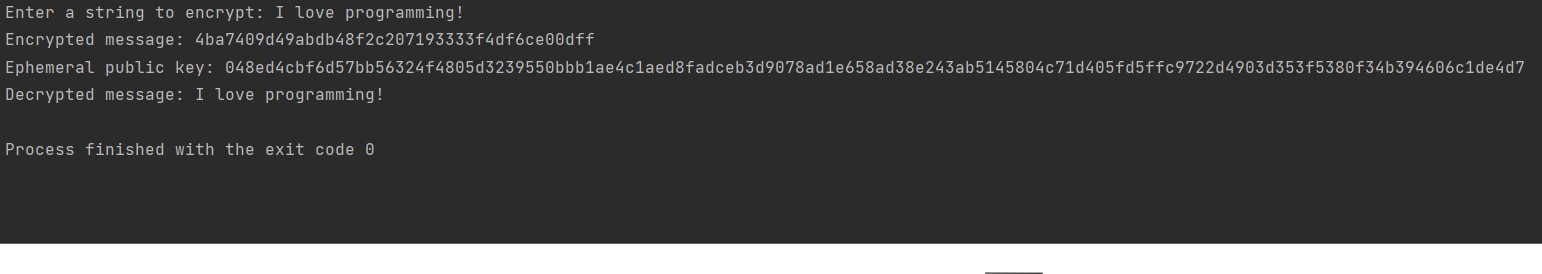 Enter a string to encrypt: I love programming!
Encrypted message: 4ba7409d49abdb48f2c207193333f4df6ce00dff
Ephemeral public key: 048ed4cbf6d57bb56324f4805d3239550bbb1ae4c1aed8fadceb3d9078ad1e658ad38e243ab5145804c71d405fd5ffc9722d4903d353f5380f34b394606c1de4d7
Decrypted message: I love programming!
Process finished with the exit code 0